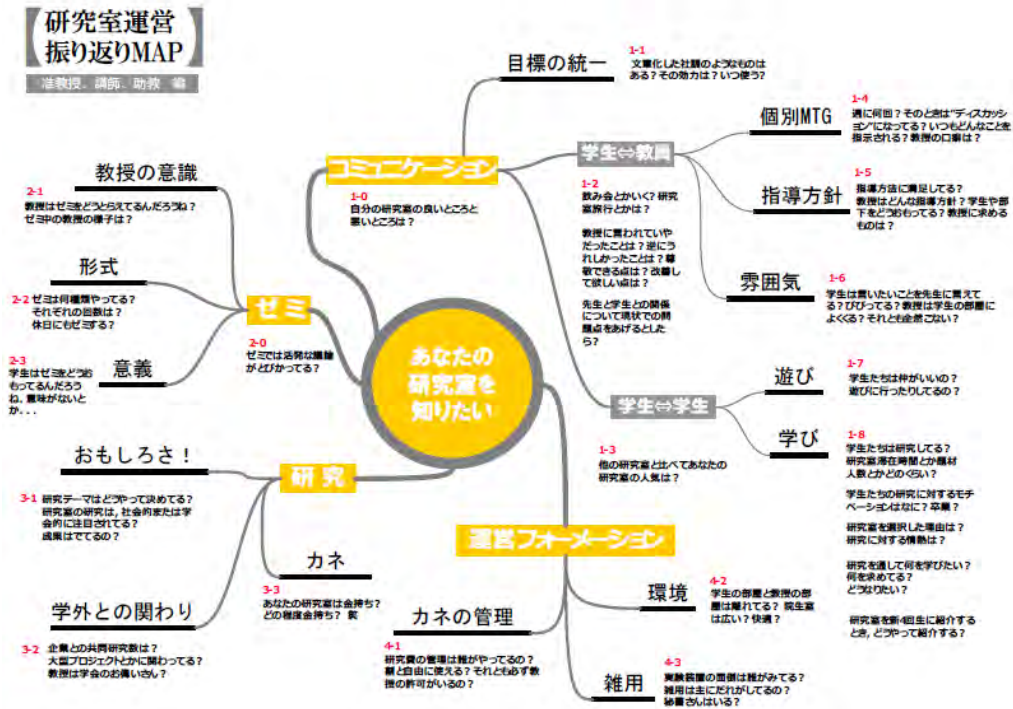 研究室運営
振り返りMAP
准教授、講師、助教 編
あなたの
研究室を
知りたい
コミュニケーション
1-0
自分の研究室の良いところと
悪いところは?
目標の統一
1-1
文章化した社訓のようなものは
ある?その効力は?いつ使う?
学生⇔教員
1-2
飲み会とかいく?研究
室旅行とかは?
教授に言われていや
だったことは?逆にう
れしかったことは?尊
敬できる点は?改善し
て欲しい点は?
先生と学生との関係
について現状での問
題点をあげるとした
ら?
個別MTG
1-4
週に何回?そのときは“ディスカッシ
ョン”になってる?いつもどんなことを
指示される?教授の口癖は?
指導方針
1-5
指導方法に満足してる?
教授はどんな指導方針?学生や部
下をどうおもってる?教授に求める
ものは?
雰囲気
1-6
学生は言いたいことを先生に言えて
る?びびってる?教授は学生の部屋に
よくくる?それとも全然こない?
学生⇔学生
1-3
他の研究室と比べてあなたの
研究室の人気は?
遊び
1-7
学生たちは仲がいいの?
遊びに行ったりしてるの?
学び
1-8
学生たちは研究してる?
研究室滞在時間とか題材
人数とかどのくらい?
学生たちの研究に対するモチ
ベーションはなに?卒業?
研究室を選択した理由は?
研究に対する情熱は?
研究を通して何を学びたい?
何を求めてる?
どうなりたい?
研究室を新4回生に紹介する
とき, どうやって紹介する?
ゼミ
2-0
ゼミでは活発な議論
がとびかってる?
教授の意識
2-1
教授はゼミをどうとらえてるんだろうね?
ゼミ中の教授の様子は?
形式
2-2
ゼミは何種類やってる?
それぞれの回数は?
休日にもゼミする?
意義
2-3
学生はゼミをどうお
もってるんだろう
ね、意味がないと
か...
研究
おもしろさ!
3-1
研究テーマはどうやって決めてる?
研究室の研究は, 社会的または学
会的に注目されてる?
成果はでてるの?
学外との関わり
3-2
企業との共同研究数は?
大型プロジェクトとかに関わってる?
教授は学会のお偉いさん?
カネ
3-3
あなたの研究室は金持ち?
どの程度金持ち?
運営フォーメーション
カネの管理
4-1
研究費の管理は誰がやってるの?
割と自由に使える?それとも必ず教
授の許可がいるの?
環境
4-2
学生の部屋と教授の部
屋は離れてる? 院生室
は広い?快適?
雑用
4-3
実験装置の面倒は誰がみてる?
雑用は主にだれがしてるの?
秘書さんはいる?